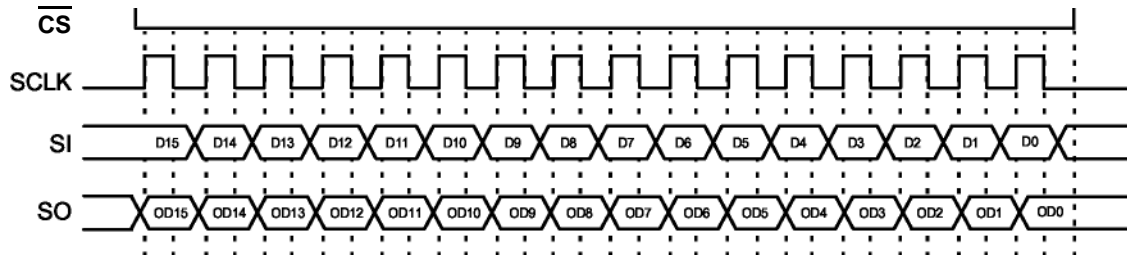 CS
SCLK
SI D15 D14 D13 D12 D11 D10 D9 D8 D7 D6 D5 D4 D3 D2 D1 D0
SO OD15 OD14 OD13 OD12 OD11 OD10 OD9 OD8 OD7 OD6 OD5 OD4 OD3 OD2 OD1 OD0